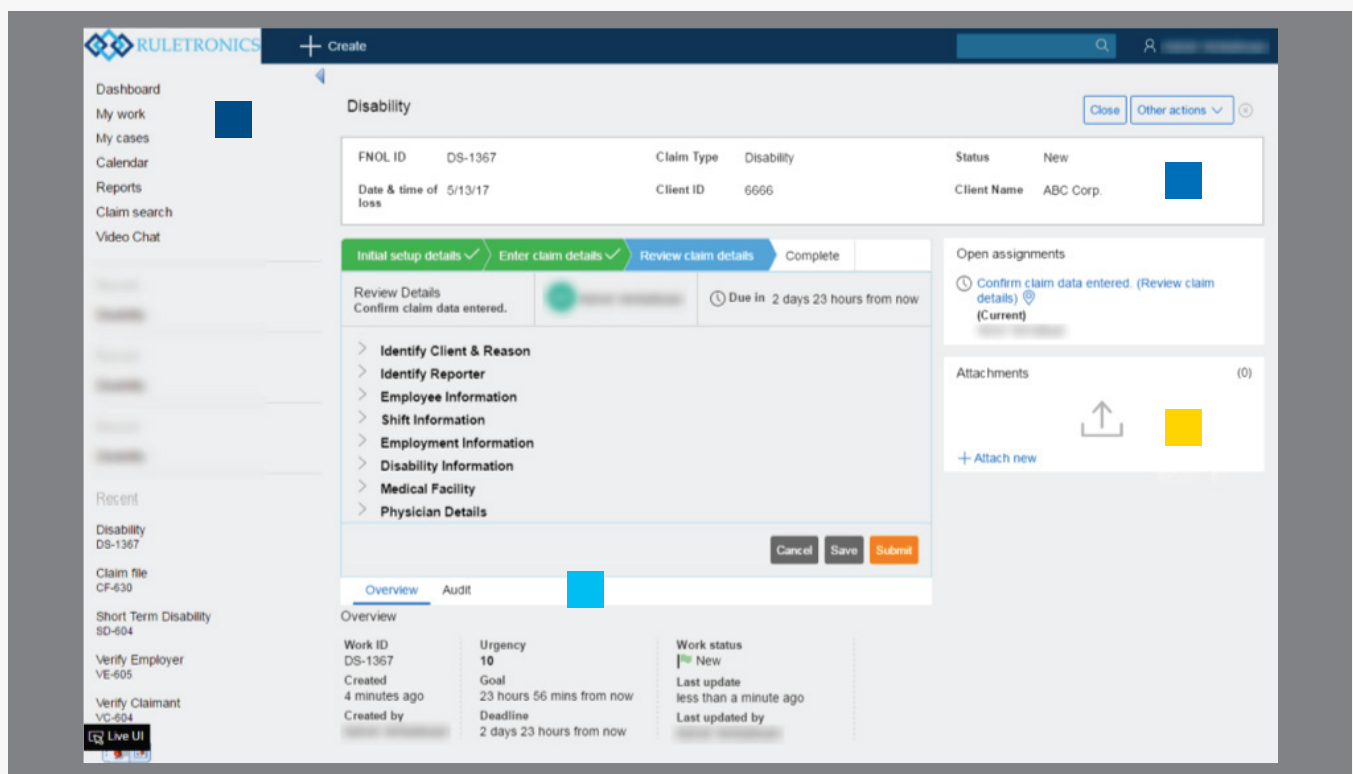 RULETRONICS
Create
Dashboard
My work
My cases
Calendar
Reports
Claim search
Video Chat
Recent
Disability
DS-1367
Claim file
CF-630
Short Term Disability
SD-604
Verify Employer
VE-605
Verify Claimant
VC-604
Live UI
Disability
Close Other actions
FNOL ID DS-1367 Claim Type Disability Status New
Date & time of loss 5/13/17 Client ID 6666 Client Name ABC Corp.
Initial setup details Enter claim details Review claim details Complete
Review Details
Confirm claim data entered.
Due in 2 days 23 hours from now
Identify Client & Reason
Identify Reporter
Employee Information
Shift Information
Employment Information
Disability Information
Medical Facility
Physician Details
Cancel Save Submit
Open assignments
Confirm claim data entered. (Review claim
details)
(Current)
Attachments (0)
Attach new
Overview Audit
Overview
Work ID Urgency Work status
DS-1367 10 New
Created Goal Last update
4 minutes ago 23 hours 56 mins from now less than a minute ago
Created by Deadline Last updated by
2 days 23 hours from now